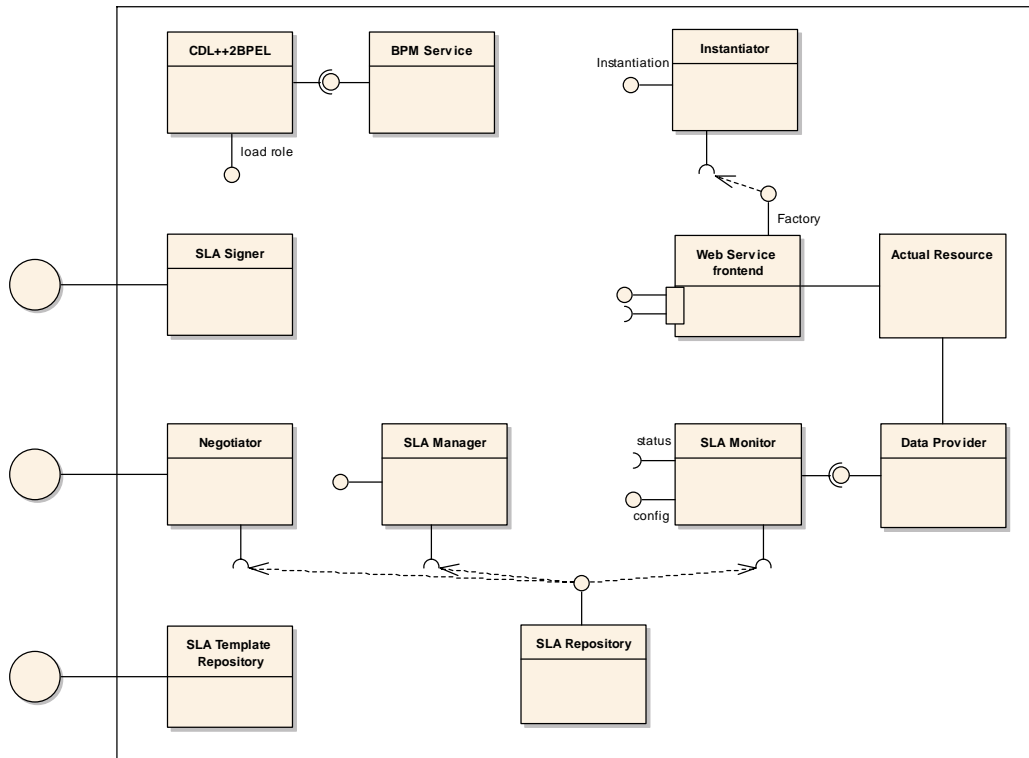 CDL++2BPEL
BPM Service
Instantiator
Instantiation
load role
Factory
SLA Signer
Web Service
frontend
Actual Resource
Negotiator
SLA Manager
status
SLA Monitor
Data Provider
config
SLA Template
Repository
SLA Repository